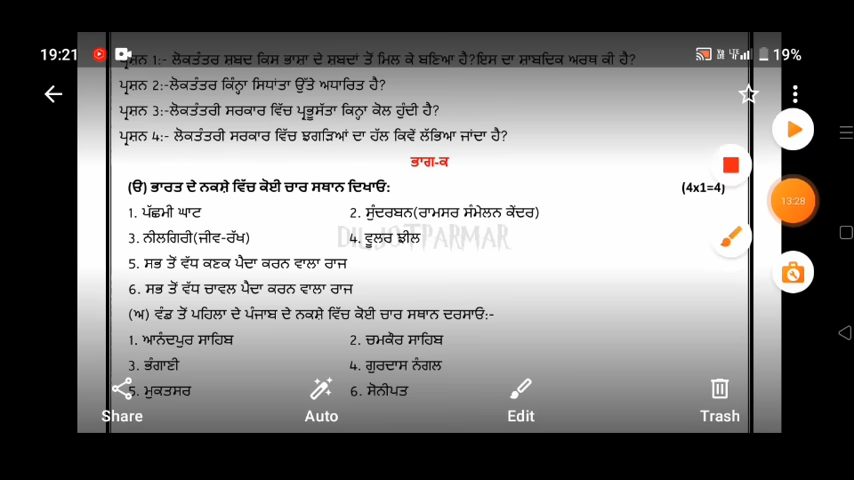 19:21
19%
ਪ੍ਰਸ਼ਨ 1:- ਲੋਕਤੰਤਰ ਸ਼ਬਦ ਕਿਸ ਭਾਸ਼ਾ ਦੇ ਸ਼ਬਦਾਂ ਤੋਂ ਮਿਲ ਕੇ ਬਣਿਆ ਹੈ?ਇਸ ਦਾ ਸ਼ਾਬਦਿਕ ਅਰਥ ਕੀ ਹੈ?
ਪ੍ਰਸ਼ਨ 2:-ਲੋਕਤੰਤਰ ਕਿੰਨ੍ਹਾ ਸਿਧਾਂਤਾ ਉੱਤੇ ਅਧਾਰਿਤ ਹੈ?
ਪ੍ਰਸ਼ਨ 3:-ਲੋਕਤੰਤਰੀ ਸਰਕਾਰ ਵਿੱਚ ਪ੍ਰਭੂਸੱਤਾ ਕਿਨ੍ਹਾ ਕੋਲ ਹੁੰਦੀ ਹੈ?
ਪ੍ਰਸ਼ਨ 4:- ਲੋਕਤੰਤਰੀ ਸਰਕਾਰ ਵਿੱਚ ਝਗੜਿਆਂ ਦਾ ਹੱਲ ਕਿਵੇਂ ਲੱਭਿਆ ਜਾਂਦਾ ਹੈ?
ਭਾਗ-ਕ
(ੳ) ਭਾਰਤ ਦੇ ਨਕਸ਼ੇ ਵਿੱਚ ਕੋਈ ਚਾਰ ਸਥਾਨ ਦਿਖਾਓ: (4x1=4)
1. ਪੱਛਮੀ ਘਾਟ 2. ਸੁੰਦਰਬਨ(ਰਾਮਸਰ ਸੰਮੇਲਨ ਕੇਂਦਰ)
3. ਨੀਲਗਿਰੀ(ਜੀਵ-ਰੱਖ) 4. ਵੂਲਰ ਝੀਲ
DILJOTPARMAR
5. ਸਭ ਤੋਂ ਵੱਧ ਕਣਕ ਪੈਦਾ ਕਰਨ ਵਾਲਾ ਰਾਜ
6. ਸਭ ਤੋਂ ਵੱਧ ਚਾਵਲ ਪੈਦਾ ਕਰਨ ਵਾਲਾ ਰਾਜ
(ਅ) ਵੰਡ ਤੋਂ ਪਹਿਲਾ ਦੇ ਪੰਜਾਬ ਦੇ ਨਕਸ਼ੇ ਵਿੱਚ ਕੋਈ ਚਾਰ ਸਥਾਨ ਦਰਸਾਓ:-
1. ਆਨੰਦਪੁਰ ਸਾਹਿਬ 2. ਚਮਕੌਰ ਸਾਹਿਬ
3. ਭੰਗਾਣੀ 4. ਗੁਰਦਾਸ ਨੰਗਲ
5. ਮੁਕਤਸਰ 6. ਸੋਨੀਪਤ
13:28
Share Auto Edit Trash